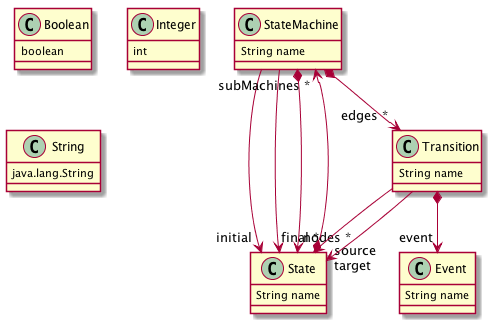 C Boolean
boolean
C Integer
int
C StateMachine
String name
subMachines *
edges *
C String
java.lang.String
C Transition
String name
initial
final *
nodes *
source
target
event
C State
String name
C Event
String name